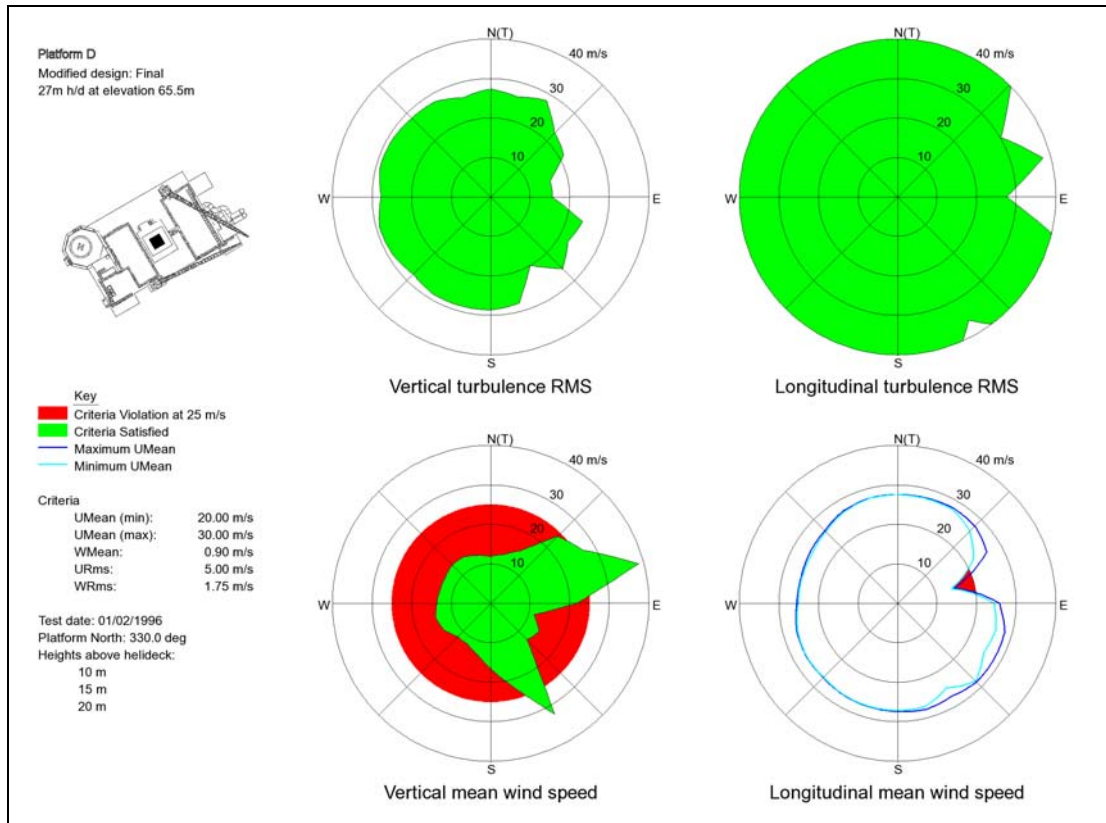 Platform D
Modified design: Final
27m h/d at elevation 65.5m
N(T)
40 m/s
30
20
10
W
E
S
Vertical turbulence RMS
N(T)
40 m/s
30
20
10
W
E
S
Longitudinal turbulence RMS
Key
Criteria Violation at 25 m/s
Criteria Satisfied
Maximum UMean
Minimum UMean
Criteria
UMean (min): 20.00 m/s
UMean (max): 30.00 m/s
WMean: 0.90 m/s
URms: 5.00 m/s
WRms: 1.75 m/s
Test date: 01/02/1996
Platform North: 330.0 deg
Heights above helideck:
10 m
15 m
20 m
N(T)
40 m/s
30
20
10
W
E
S
Vertical mean wind speed
N(T)
40 m/s
30
20
10
W
E
S
Longitudinal mean wind speed
H